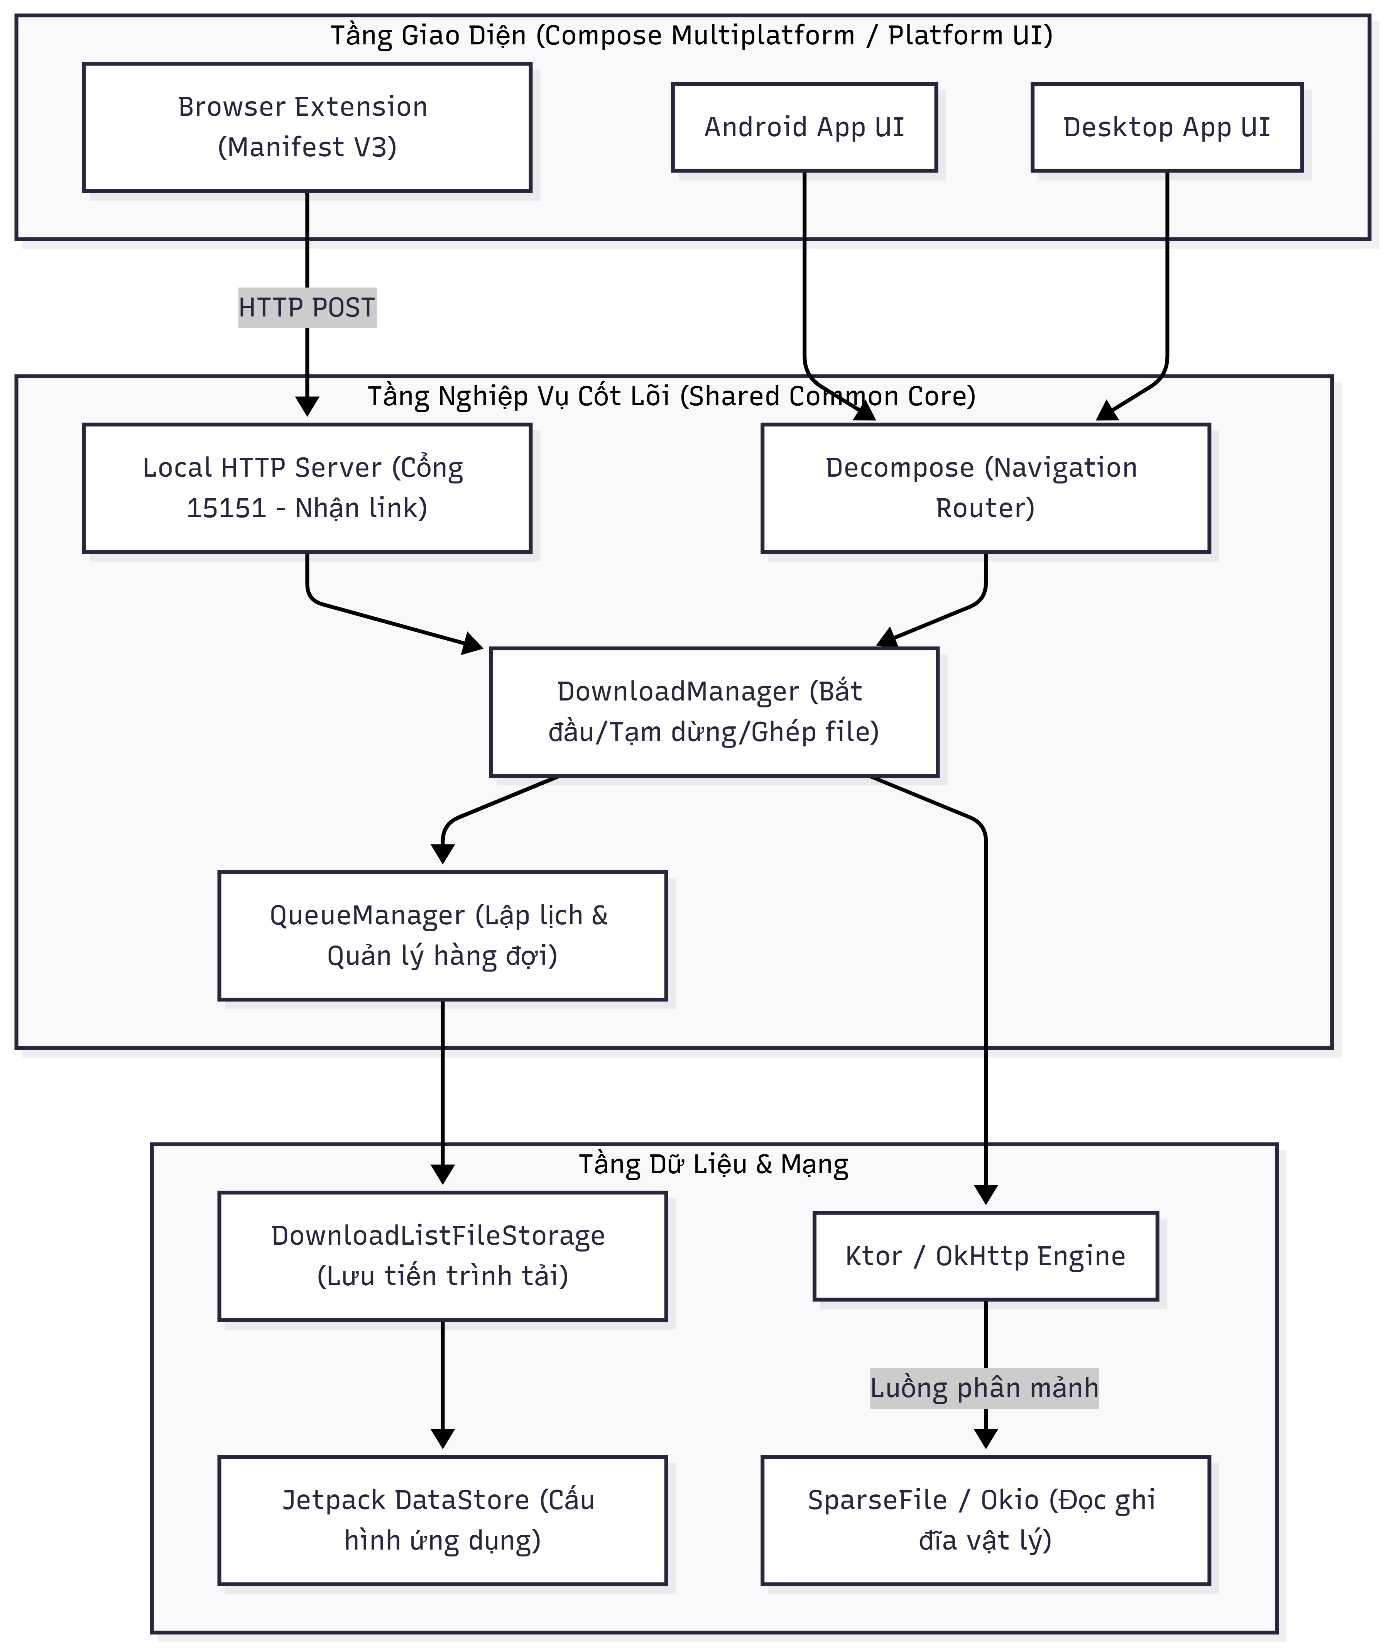 Tầng Giao Diện (Compose Multiplatform / Platform UI)
Browser Extension
(Manifest V3)
Android App UI
Desktop App UI
HTTP POST
Tầng Nghiệp Vụ Cốt Lõi (Shared Common Core)
Local HTTP Server (Cổng
15151 - Nhận link)
Decompose (Navigation
Router)
DownloadManager (Bắt
đầu/Tạm dừng/Ghép file)
QueueManager (Lập lịch &
Quản lý hàng đợi)
Tầng Dữ Liệu & Mạng
DownloadListFileStorage
(Lưu tiến trình tải)
Ktor / OkHttp Engine
Luồng phân mảnh
Jetpack DataStore (Cấu
hình ứng dụng)
SparseFile / Okio (Đọc ghi
đĩa vật lý)